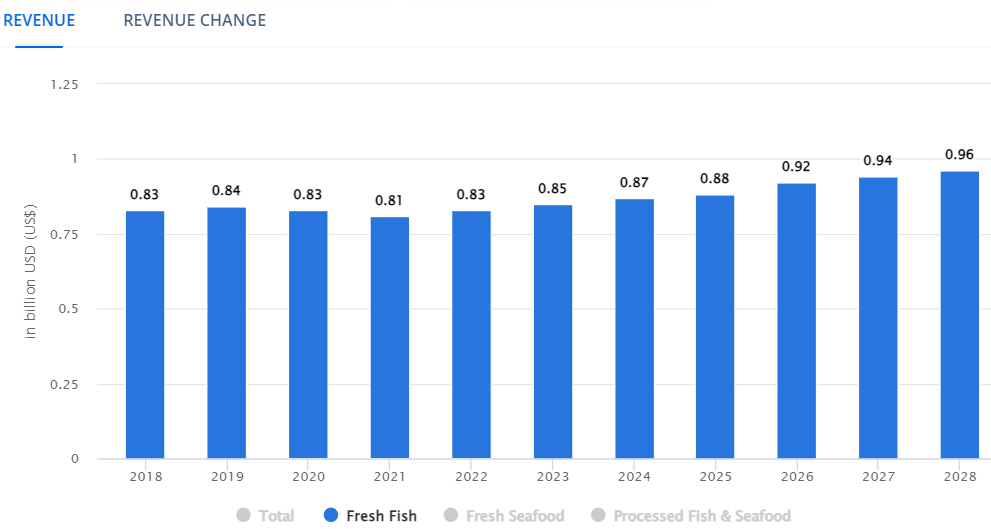 REVENUE REVENUE CHANGE
1.25
1
0.75
0.5
0.25
0
in billion USD (US$)
0.83 0.84 0.83 0.81 0.83 0.85 0.87 0.88 0.92 0.94 0.96
2018 2019 2020 2021 2022 2023 2024 2025 2026 2027 2028
Total Fresh Fish Fresh Seafood Processed Fish & Seafood